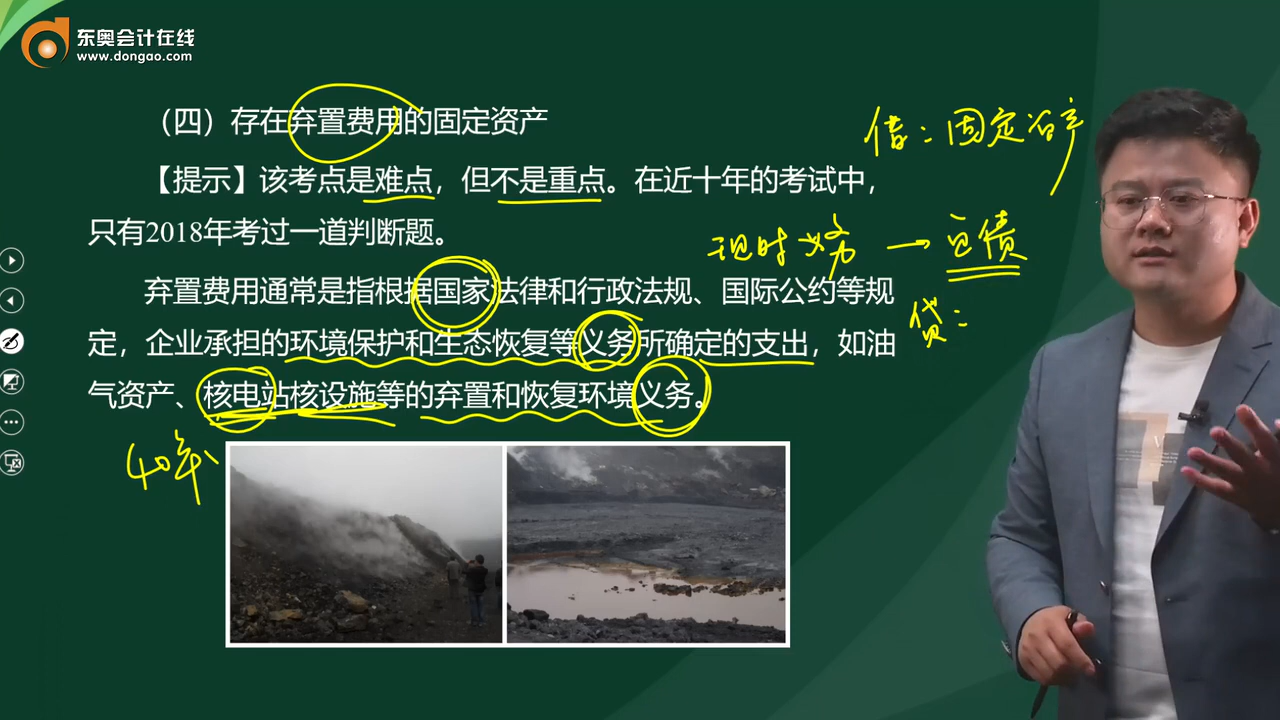 东奥会计在线
www.dongao.com
（四）存在弃置费用的固定资产
借：固定资产
【提示】该考点是难点，但不是重点。在近十年的考试中，
只有2018年考过一道判断题。
现时义务 → 负债
弃置费用通常是指根据国家法律和行政法规、国际公约等规
贷：
定，企业承担的环境保护和生态恢复等义务所确定的支出，如油
气资产、核电站核设施等的弃置和恢复环境义务。
40年